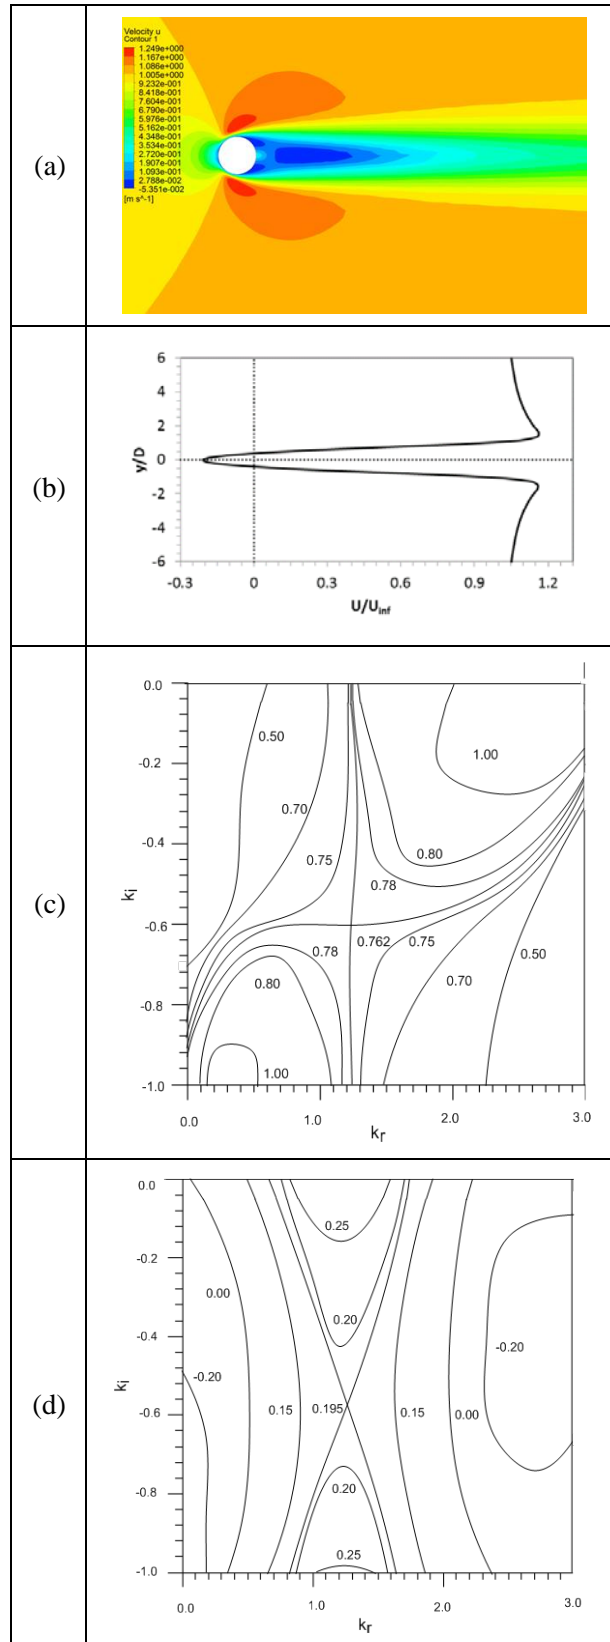 (a)
Velocity u
Contour 1
1.249e+000
1.167e+000
1.086e+000
1.005e+000
9.232e-001
8.418e-001
7.604e-001
6.790e-001
5.976e-001
5.162e-001
4.348e-001
3.534e-001
2.720e-001
1.907e-001
1.093e-001
2.788e-002
-5.351e-002
[m s^-1]
(b)
y/D
6
4
2
0
-2
-4
-6
-0.3 0 0.3 0.6 0.9 1.2
U/Uinf
(c)
ki
0.0
-0.2
-0.4
-0.6
-0.8
-1.0
0.50
1.00
0.70
0.75
0.80
0.78
0.78
0.762
0.75
0.50
0.80
0.70
1.00
0.0 1.0 2.0 3.0
kr
(d)
ki
0.0
-0.2
-0.4
-0.6
-0.8
-1.0
0.25
0.00
0.20
-0.20
-0.20
0.15
0.195
0.15
0.00
0.20
0.25
0.0 1.0 2.0 3.0
kr